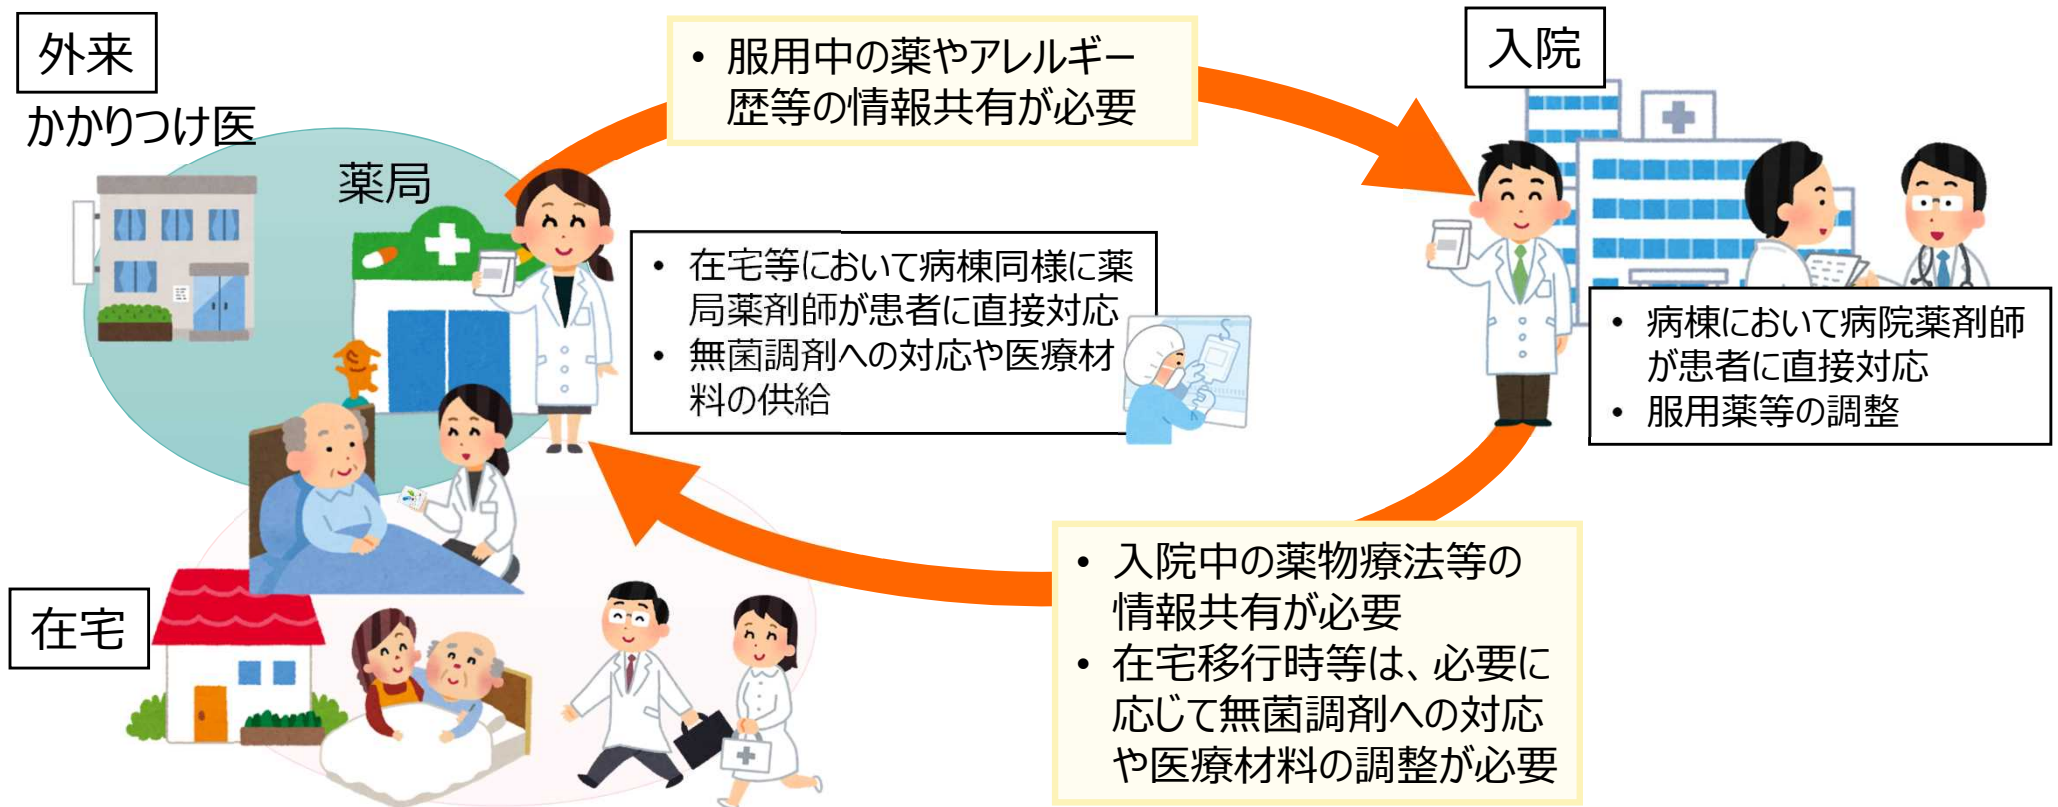 外来
かかりつけ医
薬局
• 服用中の薬やアレルギー
歴等の情報共有が必要
入院
• 在宅等において病棟同様に薬
局薬剤師が患者に直接対応
• 無菌調剤への対応や医療材
料の供給
• 病棟において病院薬剤師
が患者に直接対応
• 服用薬等の調整
在宅
• 入院中の薬物療法等の
情報共有が必要
• 在宅移行時等は、必要に
応じて無菌調剤への対応
や医療材料の調整が必要